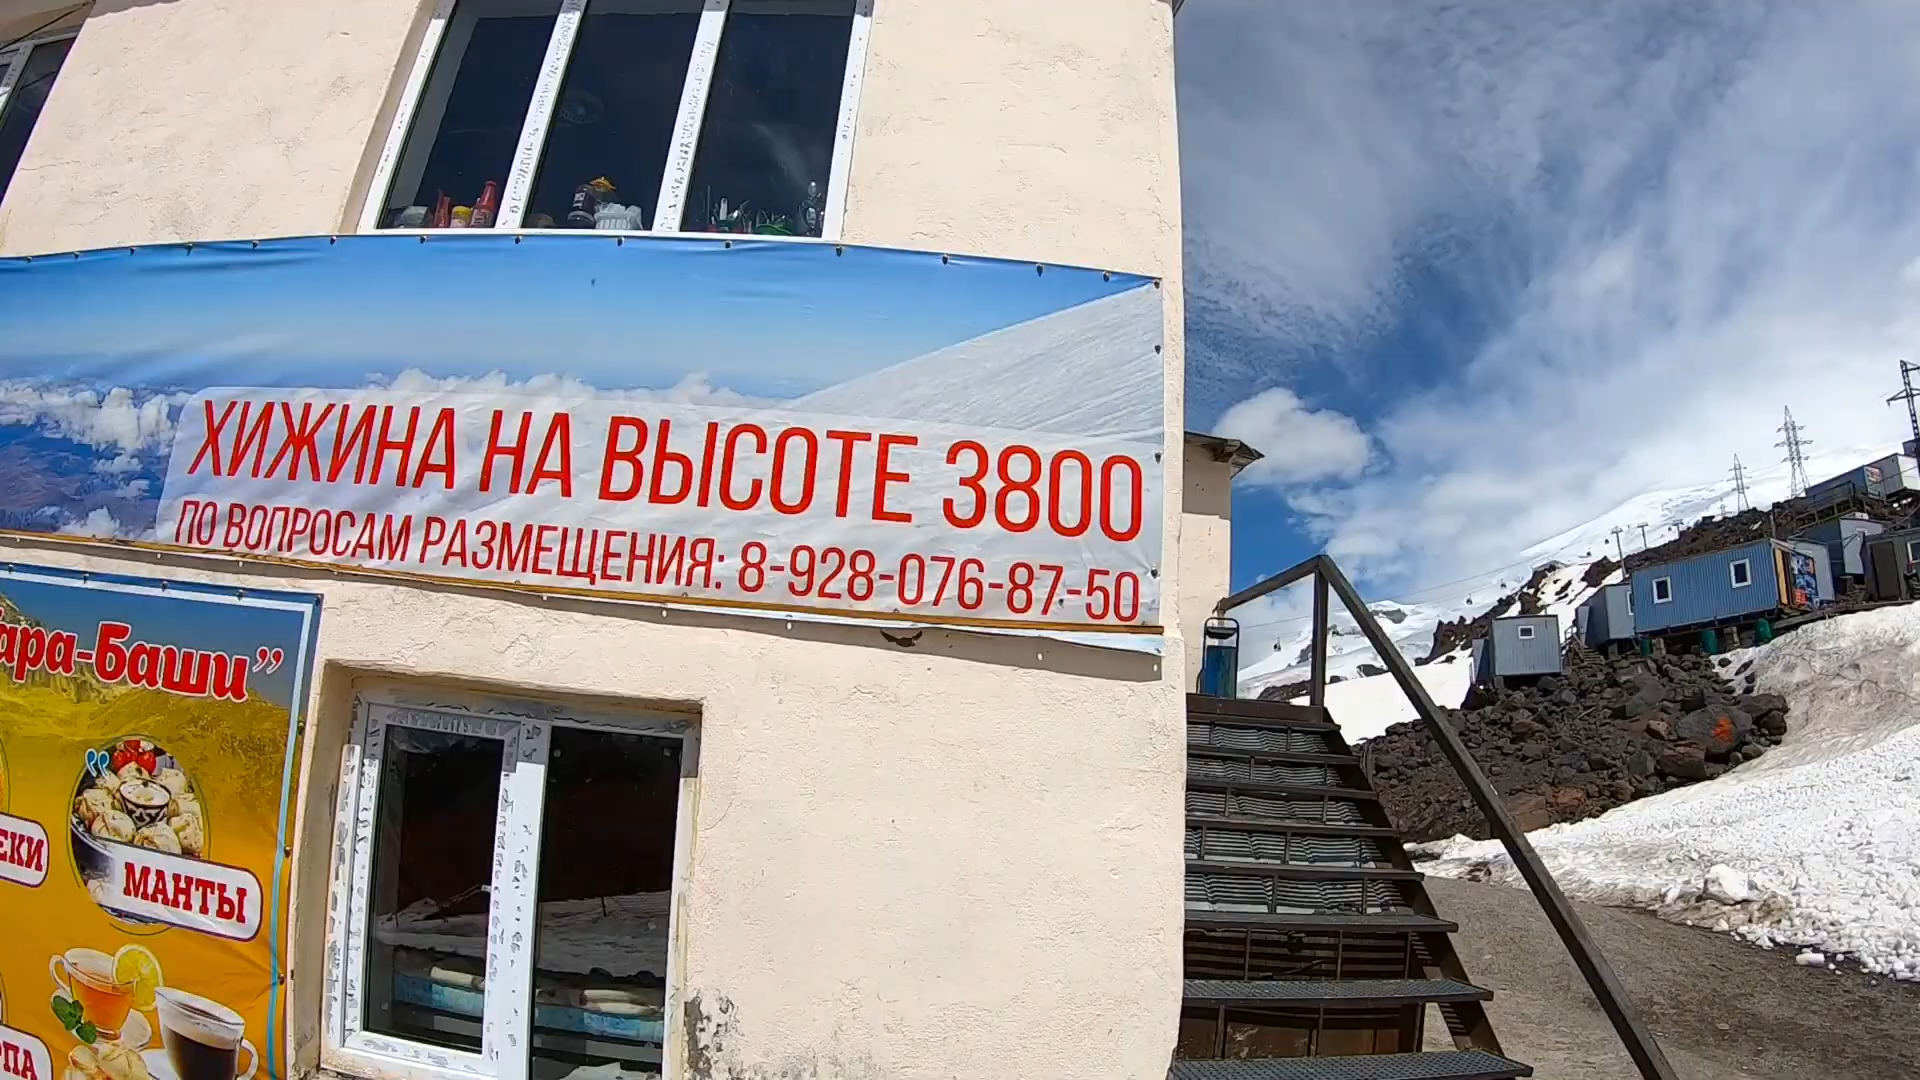 ХИЖИНА НА ВЫСОТЕ 3800
ПО ВОПРОСАМ РАЗМЕЩЕНИЯ: 8-928-076-87-50
ара-Баши”
ЕКИ
МАНТЫ
РПА